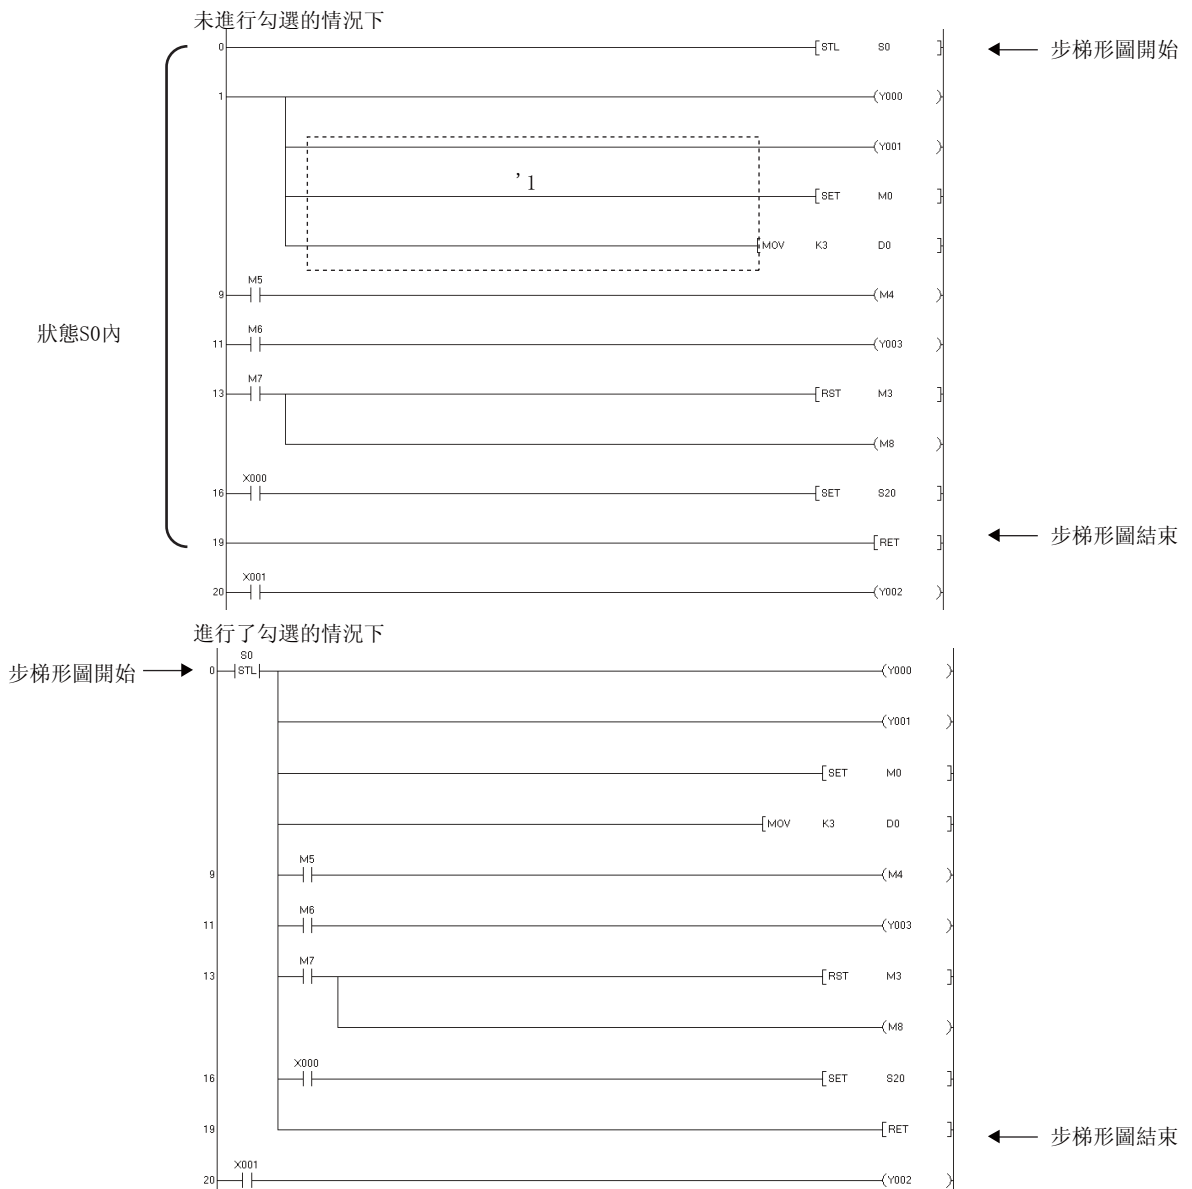 未進行勾選的情況下
0 STL S0
步梯形圖開始
1 Y000
Y001
'1
SET M0
MOV K3 D0
M5
9 M4
狀態S0內
M6
11 Y003
M7
13 RST M3
M8
X000
16 SET S20
19 RET
步梯形圖結束
X001
20 Y002
進行了勾選的情況下
步梯形圖開始
S0
0 STL Y000
Y001
SET M0
MOV K3 D0
M5
9 M4
M6
11 Y003
M7
13 RST M3
M8
X000
16 SET S20
19 RET
步梯形圖結束
X001
20 Y002